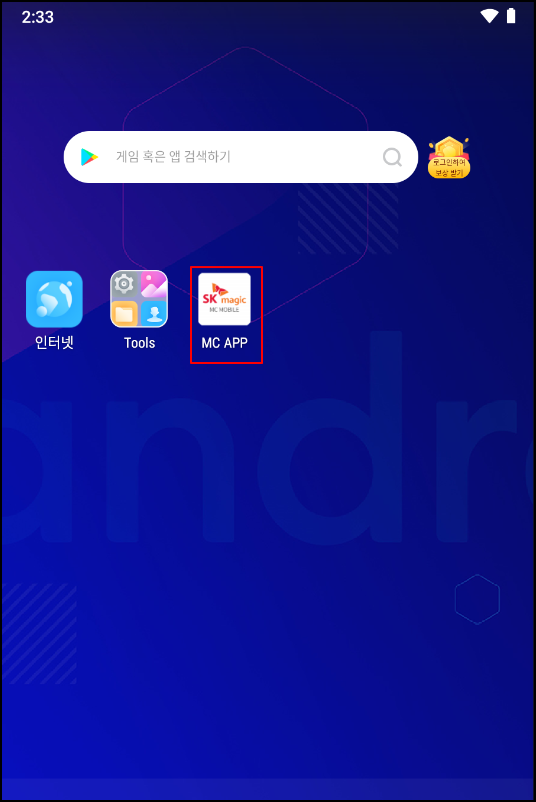 2:33
게임 혹은 앱 검색하기
로그인하여
보상 받기
SK magic
MC MOBILE
인터넷
Tools
MC APP
andro